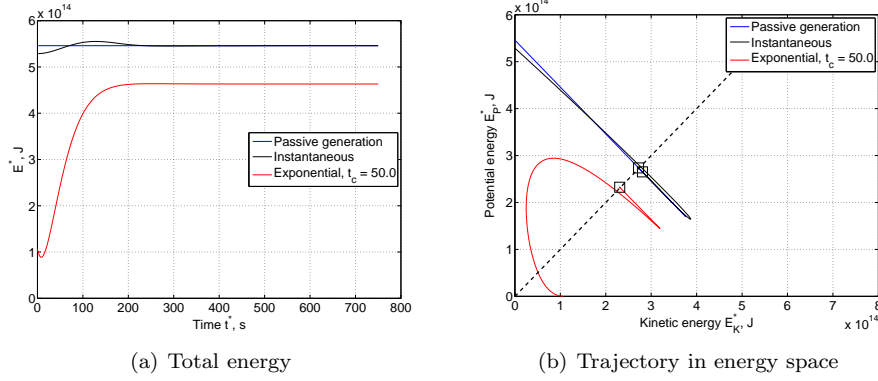 6 x 10^14
5
4
3
2
1
0
E*, J
0 100 200 300 400 500 600 700 800
Time t*, s
Passive generation
Instantaneous
Exponential, t_c = 50.0
(a) Total energy
6 x 10^14
5
4
3
2
1
0
Potential energy E*_P, J
0 1 2 3 4 5 6 7 8
x 10^14
Kinetic energy E*_K, J
Passive generation
Instantaneous
Exponential, t_c = 50.0
(b) Trajectory in energy space